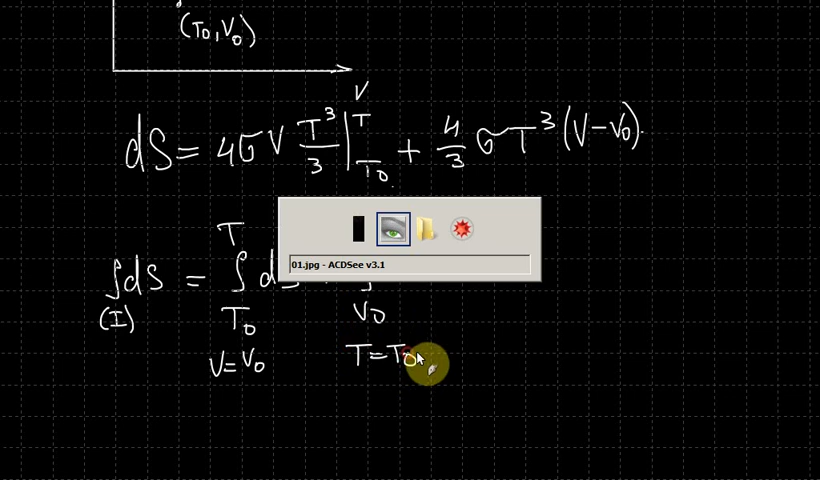 (T₀, V₀)
V
dS = 4σV T³/3 |ᵀ_T₀ + 4/3 σT³(V−V₀).
01.jpg - ACDSee v3.1
T
∫dS = ∫ d
(I) T₀ V₀
V=V₀ T=T₀